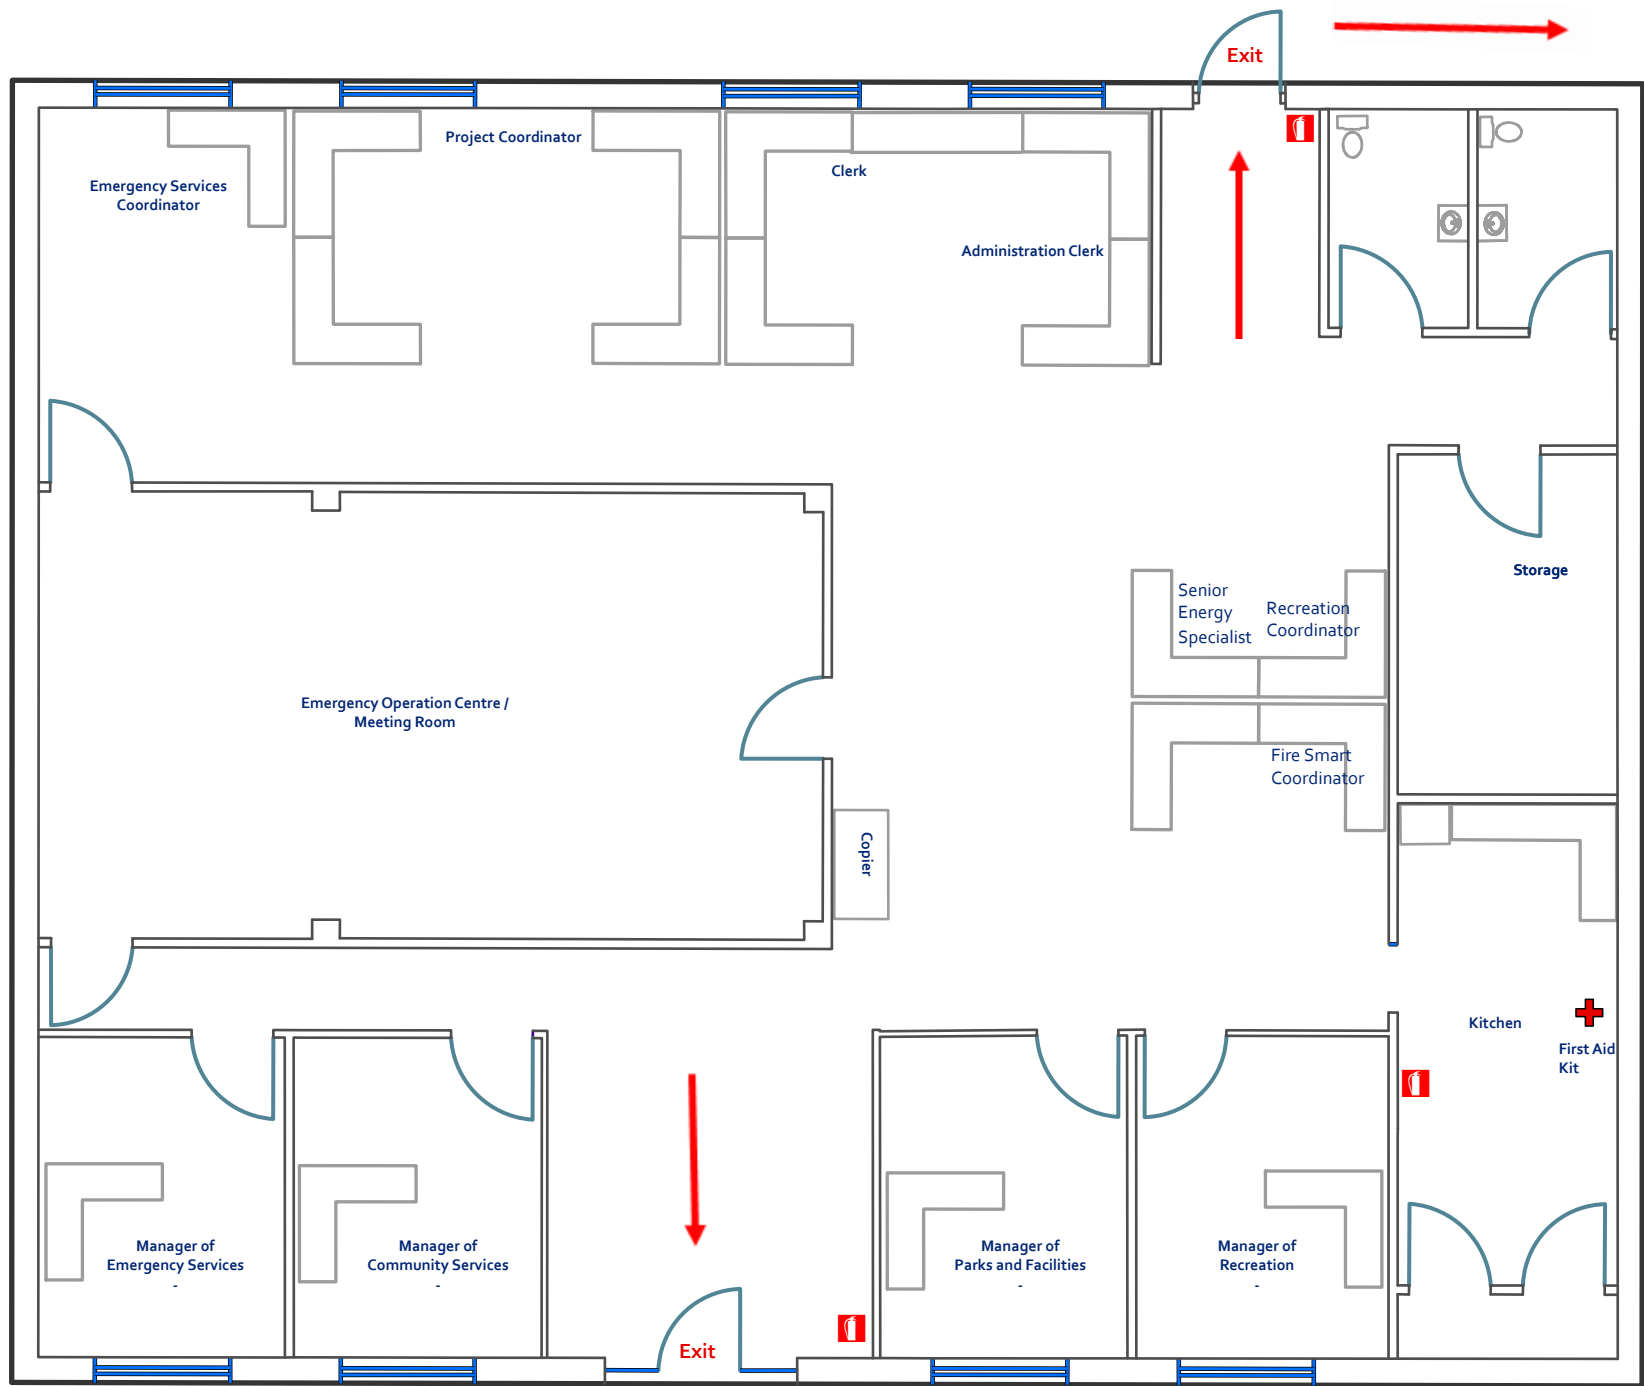 Exit
Project Coordinator
Clerk
Emergency Services
Coordinator
Administration Clerk
Storage
Senior
Energy
Specialist
Recreation
Coordinator
Emergency Operation Centre /
Meeting Room
Fire Smart
Coordinator
Copier
Kitchen
First Aid
Kit
Manager of
Emergency Services
-
Manager of
Community Services
-
Manager of
Parks and Facilities
-
Manager of
Recreation
-
Exit